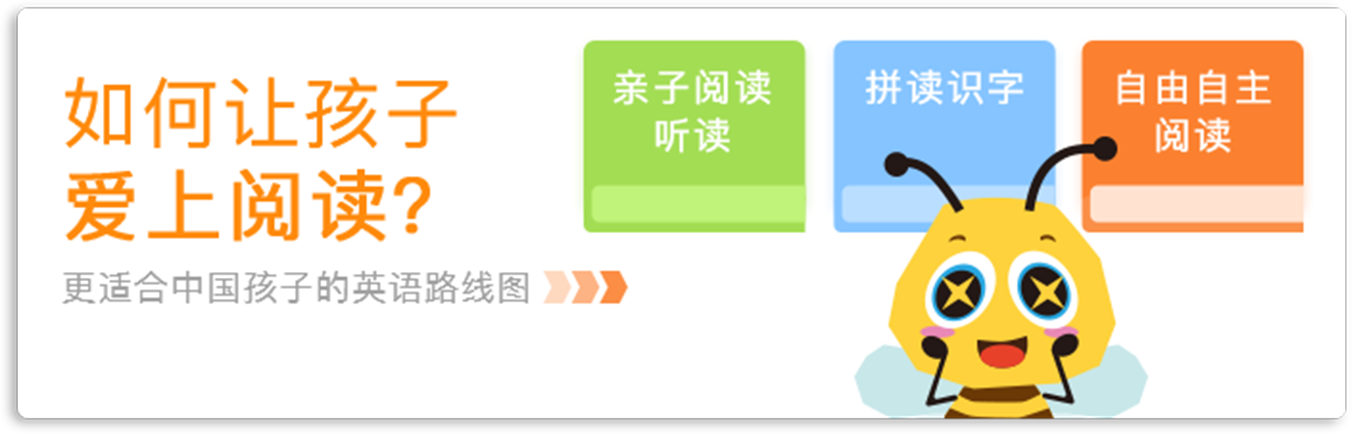 如何让孩子
爱上阅读?
更适合中国孩子的英语路线图
亲子阅读
听读
拼读识字
自由自主
阅读